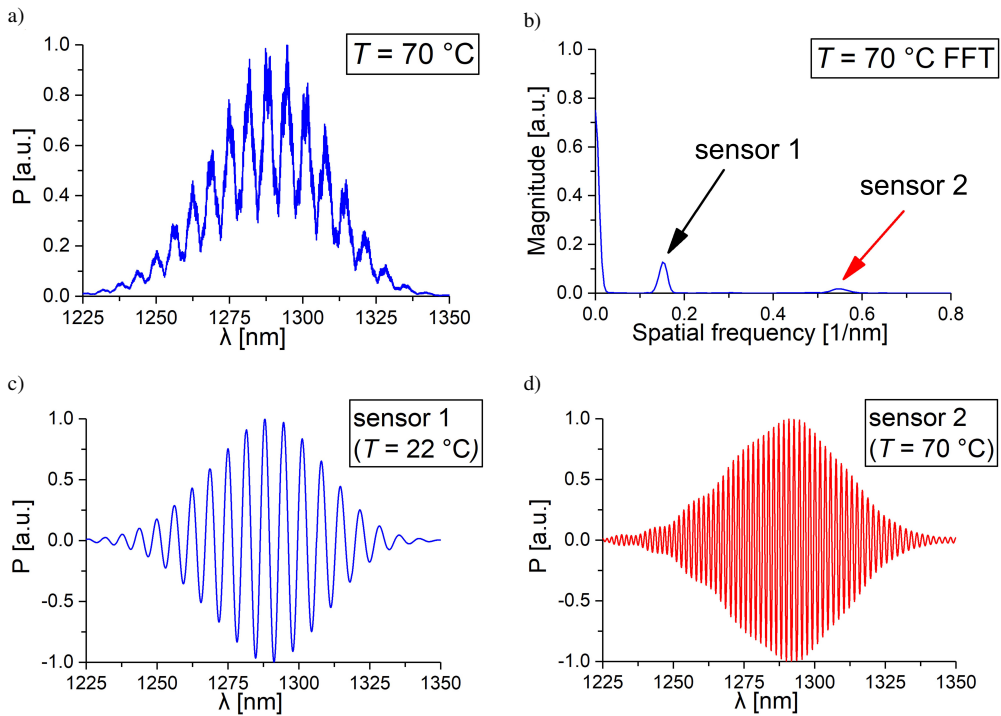 a)
T = 70 °C
1.0
0.8
0.6
0.4
0.2
0.0
P [a.u.]
1225 1250 1275 1300 1325 1350
λ [nm]
b)
T = 70 °C FFT
1.0
0.8
0.6
0.4
0.2
0.0
Magnitude [a.u.]
sensor 1
sensor 2
0.0 0.2 0.4 0.6 0.8
Spatial frequency [1/nm]
c)
sensor 1
(T = 22 °C)
1.0
0.5
0.0
-0.5
-1.0
P [a.u.]
1225 1250 1275 1300 1325 1350
λ [nm]
d)
sensor 2
(T = 70 °C)
1.0
0.5
0.0
-0.5
-1.0
P [a.u.]
1225 1250 1275 1300 1325 1350
λ [nm]